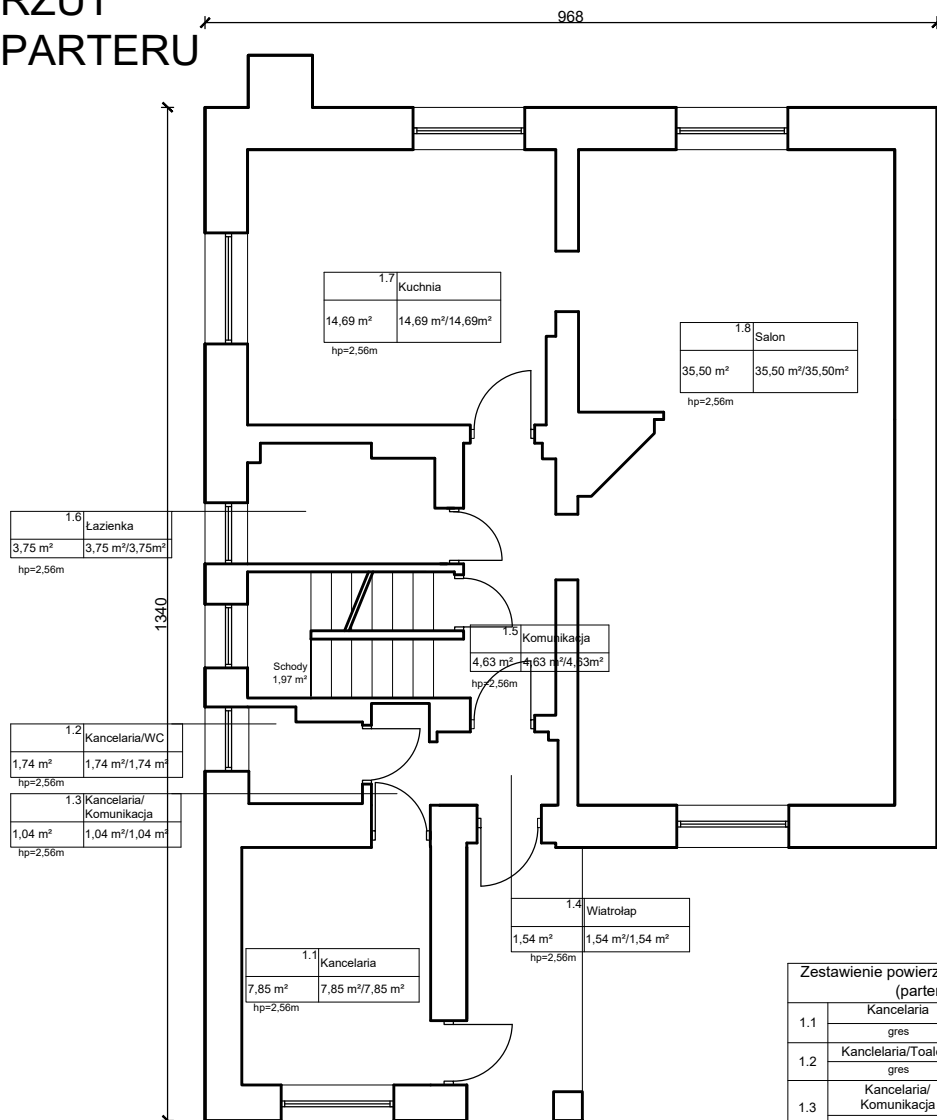 RZUT
PARTERU
968
1340
1.7 Kuchnia
14,69 m² 14,69 m²/14,69m²
hp=2,56m
1.8 Salon
35,50 m² 35,50 m²/35,50m²
hp=2,56m
1.6 Łazienka
3,75 m² 3,75 m²/3,75m²
hp=2,56m
Schody
1,97 m²
1.5 Komunikacja
4,63 m² 4,63 m²/4,63m²
hp=2,56m
1.2 Kancelaria/WC
1,74 m² 1,74 m²/1,74 m²
hp=2,56m
1.3 Kancelaria/
Komunikacja
1,04 m² 1,04 m²/1,04 m²
hp=2,56m
1.4 Wiatrołap
1,54 m² 1,54 m²/1,54 m²
hp=2,56m
1.1 Kancelaria
7,85 m² 7,85 m²/7,85 m²
hp=2,56m
Zestawienie powierz
(parte
1.1 Kancelaria
gres
1.2 Kanclelaria/Toal
gres
1.3 Kancelaria/
Komunikacja